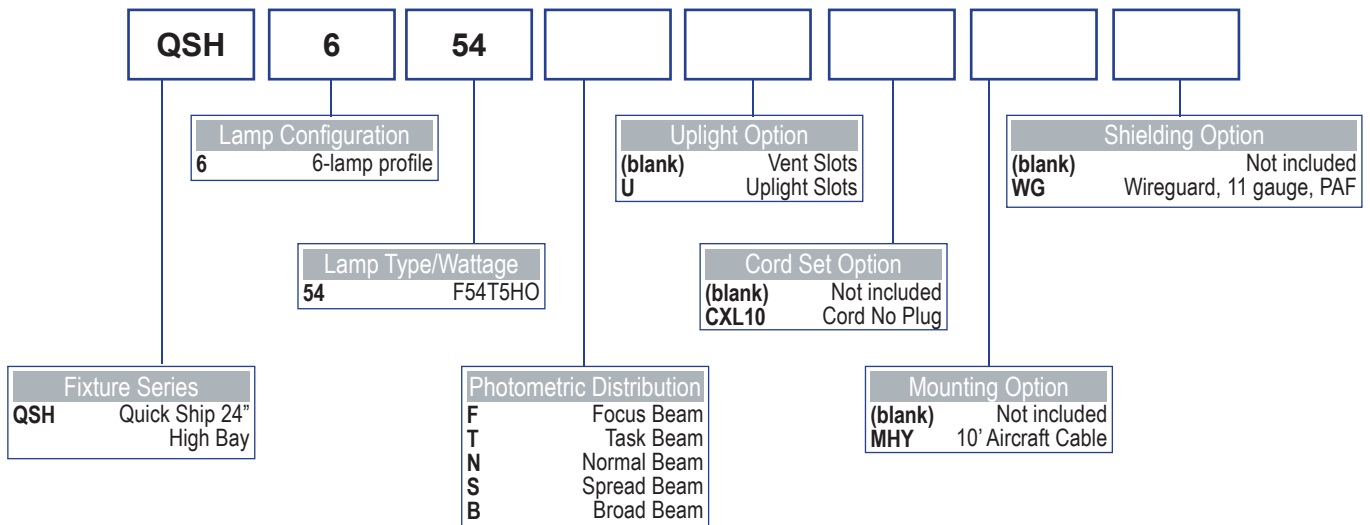 QSH 6 54
Lamp Configuration
6 6-lamp profile
Uplight Option
(blank) Vent Slots
U Uplight Slots
Shielding Option
(blank) Not included
WG Wireguard, 11 gauge, PAF
Lamp Type/Wattage
54 F54T5HO
Cord Set Option
(blank) Not included
CXL10 Cord No Plug
Fixture Series
QSH Quick Ship 24”
High Bay
Photometric Distribution
F Focus Beam
T Task Beam
N Normal Beam
S Spread Beam
B Broad Beam
Mounting Option
(blank) Not included
MHY 10’ Aircraft Cable